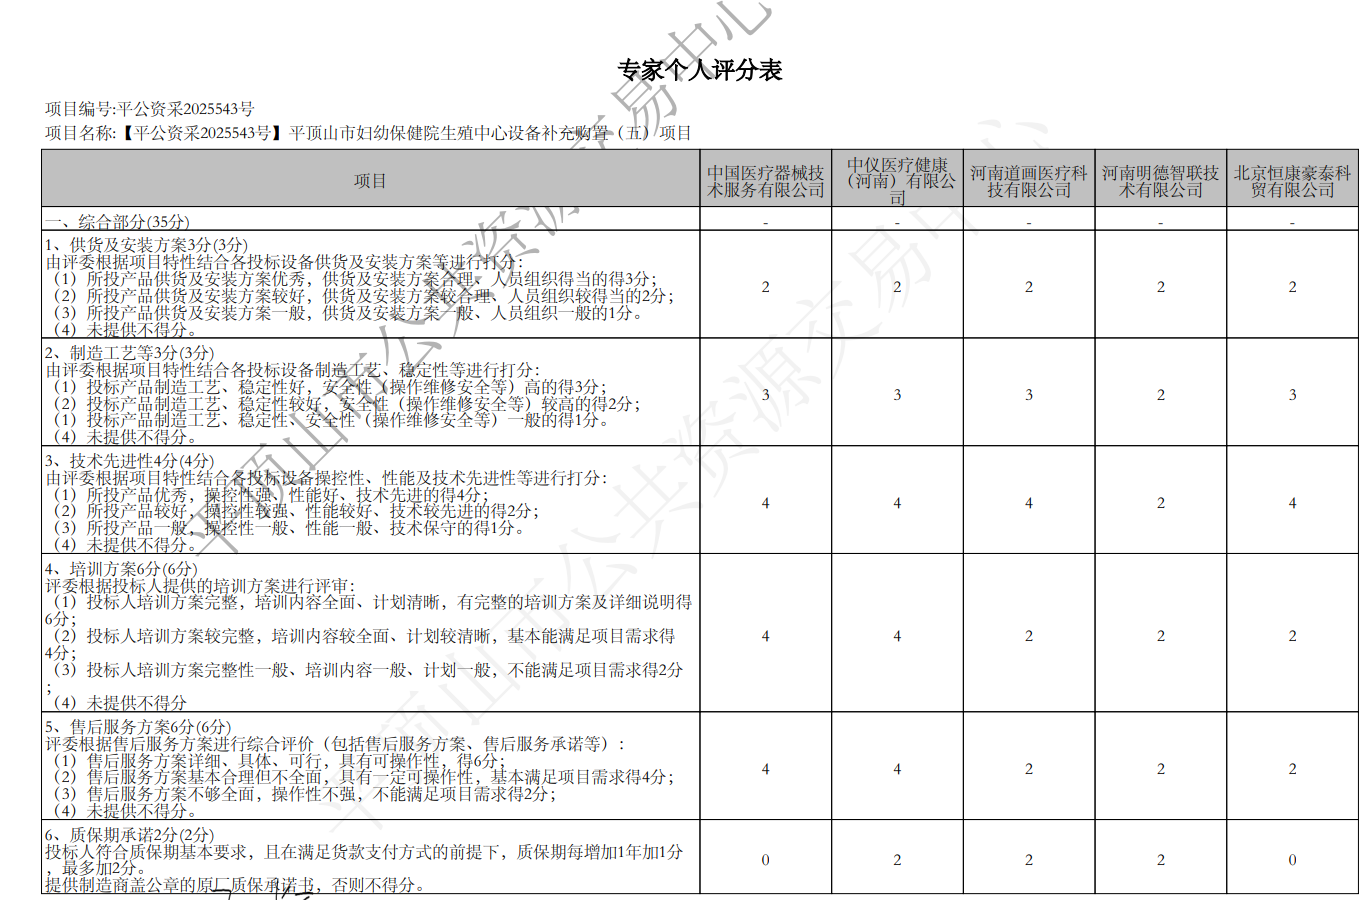 专家个人评分表
项目编号:平公资采2025543号
项目名称:【平公资采2025543号】平顶山市妇幼保健院生殖中心设备补充购置（五）项目
项目
中国医疗器械技
术服务有限公司
中仪医疗健康
（河南）有限公
司
河南道画医疗科
技有限公司
河南明德智联技
术有限公司
北京恒康豪泰科
贸有限公司
一、综合部分(35分)
- - - - -
1、供货及安装方案3分(3分)
由评委根据项目特性结合各投标设备供货及安装方案等进行打分：
（1）所投产品供货及安装方案优秀，供货及安装方案合理、人员组织得当的得3分；
（2）所投产品供货及安装方案较好，供货及安装方案较合理、人员组织较得当的2分；
（3）所投产品供货及安装方案一般，供货及安装方案一般、人员组织一般的1分。
（4）未提供不得分。
2 2 2 2 2
2、制造工艺等3分(3分)
由评委根据项目特性结合各投标设备制造工艺、稳定性等进行打分：
（1）投标产品制造工艺、稳定性好，安全性（操作维修安全等）高的得3分；
（2）投标产品制造工艺、稳定性较好，安全性（操作维修安全等）较高的得2分；
（1）投标产品制造工艺、稳定性、安全性（操作维修安全等）一般的得1分。
（4）未提供不得分。
3 3 3 2 3
3、技术先进性4分(4分)
由评委根据项目特性结合各投标设备操控性、性能及技术先进性等进行打分：
（1）所投产品优秀，操控性强、性能好、技术先进的得4分；
（2）所投产品较好，操控性较强、性能较好、技术较先进的得2分；
（3）所投产品一般，操控性一般、性能一般、技术保守的得1分。
（4）未提供不得分。
4 4 4 2 4
4、培训方案6分(6分)
评委根据投标人提供的培训方案进行评审：
（1）投标人培训方案完整，培训内容全面、计划清晰，有完整的培训方案及详细说明得
6分；
（2）投标人培训方案较完整，培训内容较全面、计划较清晰，基本能满足项目需求得
4分；
（3）投标人培训方案完整性一般、培训内容一般、计划一般，不能满足项目需求得2分
；
（4）未提供不得分
4 4 2 2 2
5、售后服务方案6分(6分)
评委根据售后服务方案进行综合评价（包括售后服务方案、售后服务承诺等）：
（1）售后服务方案详细、具体、可行，具有可操作性，得6分；
（2）售后服务方案基本合理但不全面，具有一定可操作性，基本满足项目需求得4分；
（3）售后服务方案不够全面，操作性不强，不能满足项目需求得2分；
（4）未提供不得分。
4 4 2 2 2
6、质保期承诺2分(2分)
投标人符合质保期基本要求，且在满足货款支付方式的前提下，质保期每增加1年加1分
，最多加2分。
提供制造商盖公章的原厂质保承诺书，否则不得分。
0 2 2 2 0
平顶山市公共资源交易中心
平顶山市公共资源交易中心